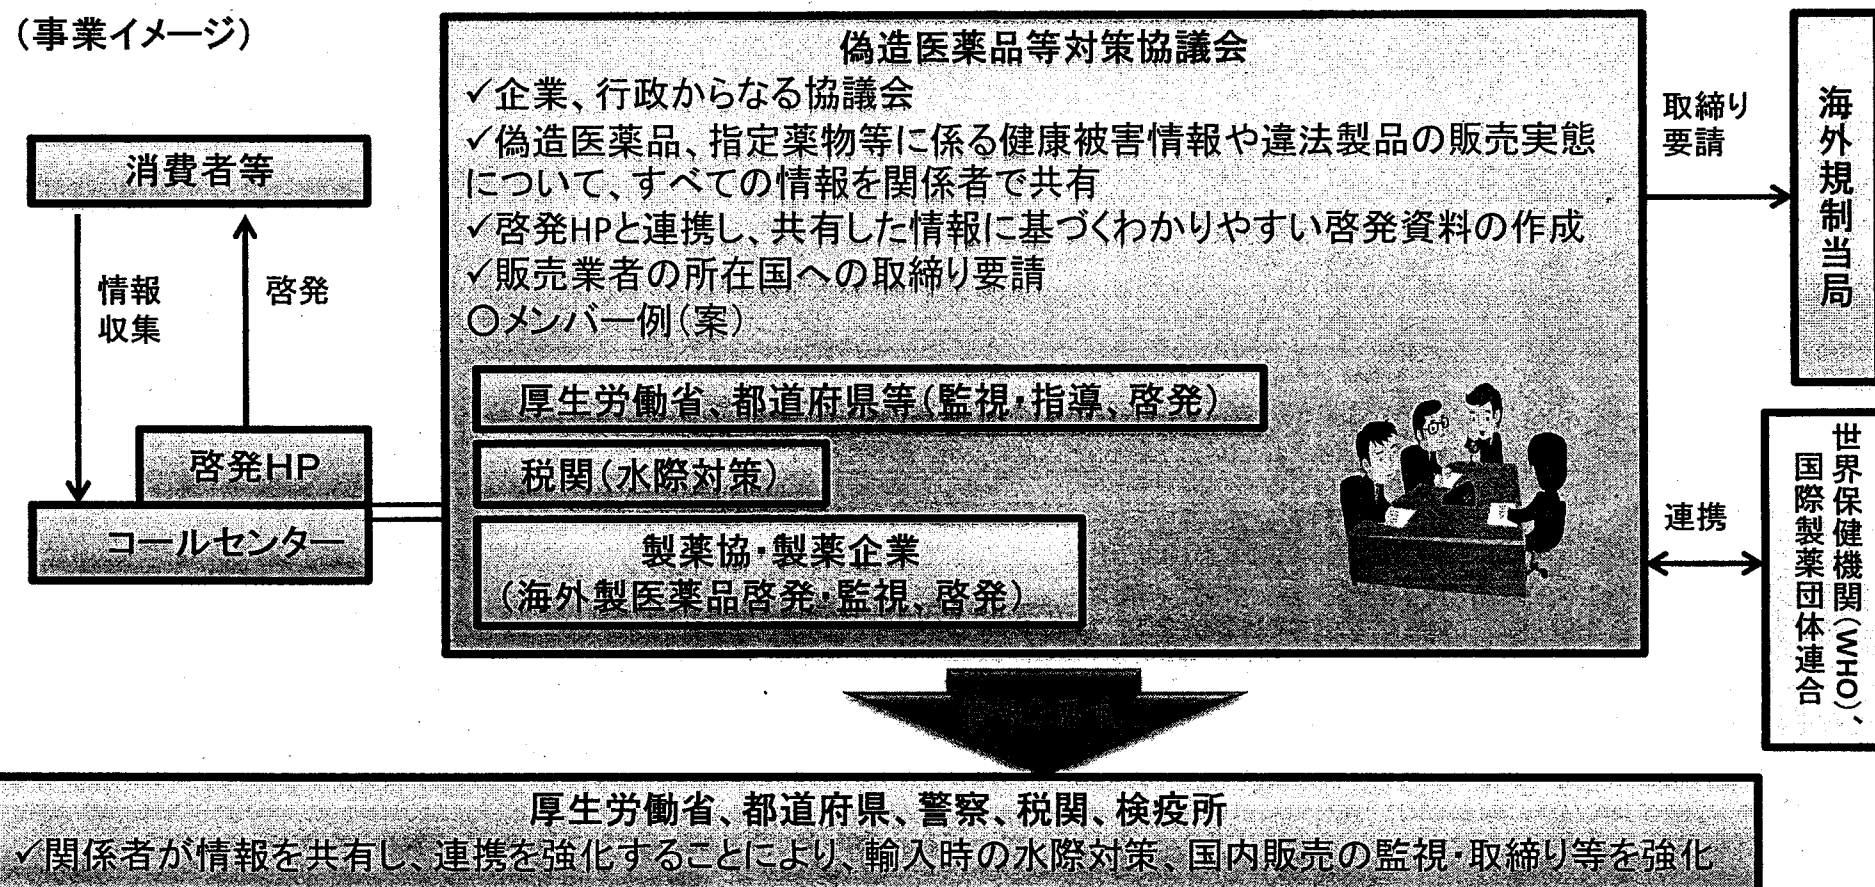 （事業イメージ）
消費者等
情報
収集
啓発
啓発HP
コールセンター
偽造医薬品等対策協議会
✓企業、行政からなる協議会
✓偽造医薬品、指定薬物等に係る健康被害情報や違法製品の販売実態
について、すべての情報を関係者で共有
✓啓発HPと連携し、共有した情報に基づくわかりやすい啓発資料の作成
✓販売業者の所在国への取締り要請
○メンバー例（案）
厚生労働省、都道府県等（監視・指導、啓発）
税関（水際対策）
製薬協・製薬企業
（海外製医薬品啓発・監視、啓発）
取締り
要請
海外規制当局
連携
世界保健機関（WHO）、
国際製薬団体連合
厚生労働省、都道府県、警察、税関、検疫所
✓関係者が情報を共有し、連携を強化することにより、輸入時の水際対策、国内販売の監視・取締り等を強化